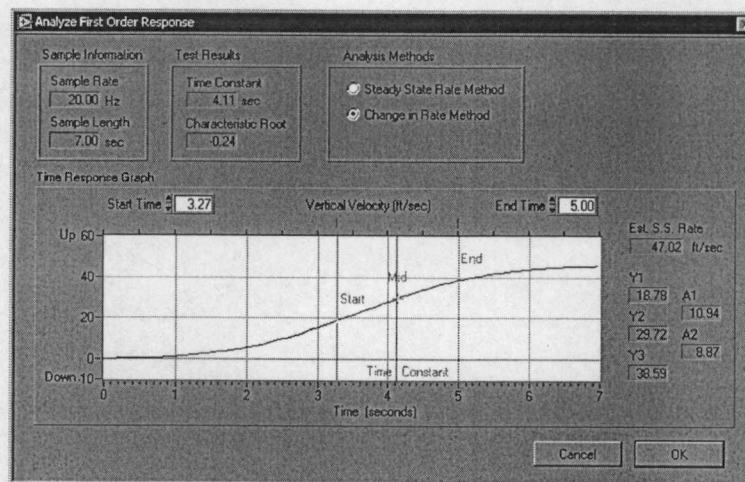 Analyze First Order Response
Sample Information
Sample Rate
20.00 Hz
Sample Length
7.00 sec
Test Results
Time Constant
4.11 sec
Characteristic Root
-0.24
Analysis Methods
Steady State Rate Method
Change in Rate Method
Time Response Graph
Start Time 3.27
Vertical Velocity (ft/sec)
End Time 5.00
Up 60
40
20
0
Down -10
Start
Mid
End
Time Constant
0 1 2 3 4 5 6 7
Time (seconds)
Est. S.S. Rate
47.02 ft/sec
Y1
18.78 A1
10.94
Y2
29.72 A2
8.87
Y3
38.59
Cancel OK